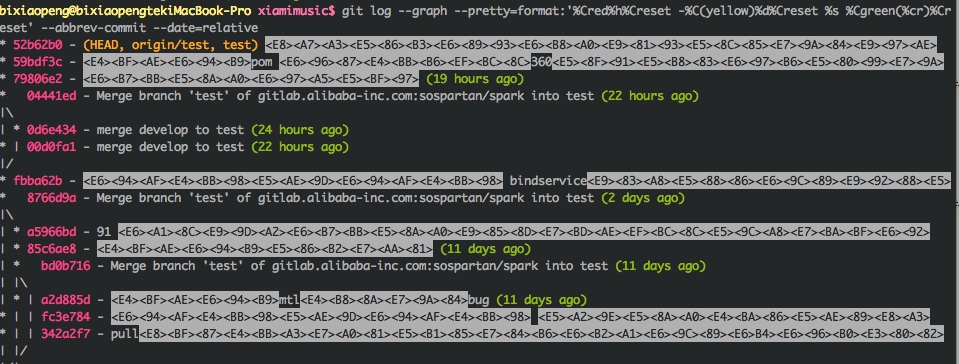 bixiaopeng@bixiaopengtekiMacBook-Pro xiamimusic$ git log --graph --pretty=format:'%Cred%h%Creset -%C(yellow)%d%Creset %s %Cgreen(%cr)%Cr
eset' --abbrev-commit --date=relative
* 52b62b0 - (HEAD, origin/test, test) <E8><A7><A3><E5><86><B3><E6><89><93><E6><B8><A0><E9><81><93><E5><8C><85><E7><9A><84><E9><97><AE>
* 59bdf3c - <E4><BF><AE><E6><94><B9>pom <E6><96><87><E4><BB><B6><EF><BC><8C>360<E5><8F><91><E5><B8><83><E6><97><B6><E5><80><99><E7><9A>
* 79806e2 - <E6><B7><BB><E5><8A><A0><E6><97><A5><E5><BF><97> (19 hours ago)
*   04441ed - Merge branch 'test' of gitlab.alibaba-inc.com:sospartan/spark into test (22 hours ago)
|\
| * 0d6e434 - merge develop to test (24 hours ago)
* | 00d0fa1 - merge develop to test (22 hours ago)
|/
* fbba62b - <E6><94><AF><E4><BB><98><E5><AE><9D><E6><94><AF><E4><BB><98> bindservice<E9><83><A8><E5><88><86><E6><9C><89><E9><92><88><E5>
*   8766d9a - Merge branch 'test' of gitlab.alibaba-inc.com:sospartan/spark into test (2 days ago)
|\
| * a5966bd - 91 <E6><A1><8C><E9><9D><A2><E6><B7><BB><E5><8A><A0><E9><85><8D><E7><BD><AE><EF><BC><8C><E5><9C><A8><E7><BA><BF><E6><92>
* | 85c6ae8 - <E4><BF><AE><E6><94><B9><E5><86><B2><E7><AA><81> (11 days ago)
* |   bd0b716 - Merge branch 'test' of gitlab.alibaba-inc.com:sospartan/spark into test (11 days ago)
| |\
* | | a2d885d - <E4><BF><AE><E6><94><B9>mtl<E4><B8><8A><E7><9A><84>bug (11 days ago)
* | | fc3e784 - <E6><94><AF><E4><BB><98><E5><AE><9D><E6><94><AF><E4><BB><98> <E5><A2><9E><E5><8A><A0><E4><BA><86><E5><AE><89><E8><A3>
* | | 342a2f7 - pull<E8><BF><87><E4><BB><A3><E7><A0><81><E5><B1><85><E7><84><B6><E6><B2><A1><E6><9C><89><E6><B4><E6><96><B0><E3><80><82>
| |/